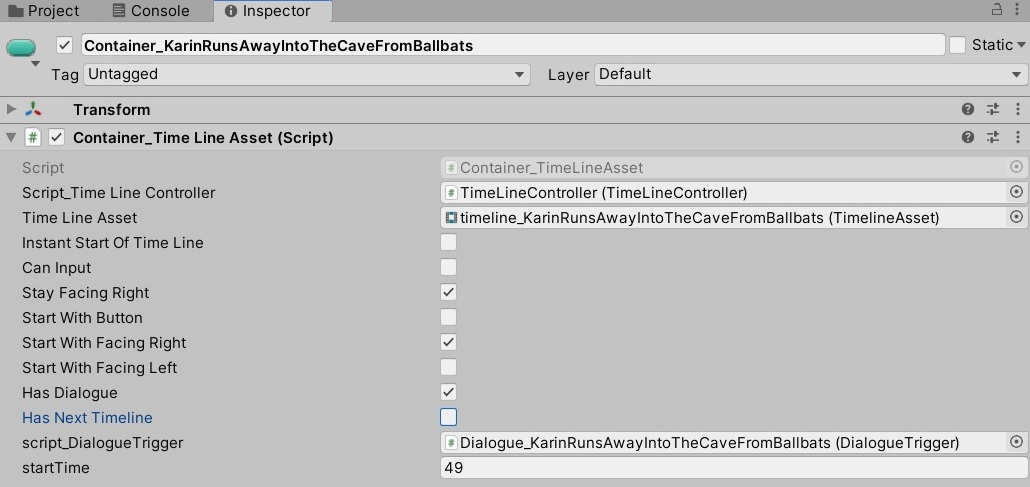 Project Console Inspector
Container_KarinRunsAwayIntoTheCaveFromBallbats Static
Tag Untagged Layer Default
Transform
# Container_Time Line Asset (Script)
Script # Container_TimeLineAsset
Script_Time Line Controller # TimeLineController (TimeLineController)
Time Line Asset timeline_KarinRunsAwayIntoTheCaveFromBallbats (TimelineAsset)
Instant Start Of Time Line
Can Input
Stay Facing Right
Start With Button
Start With Facing Right
Start With Facing Left
Has Dialogue
Has Next Timeline
script_DialogueTrigger # Dialogue_KarinRunsAwayIntoTheCaveFromBallbats (DialogueTrigger)
startTime 49